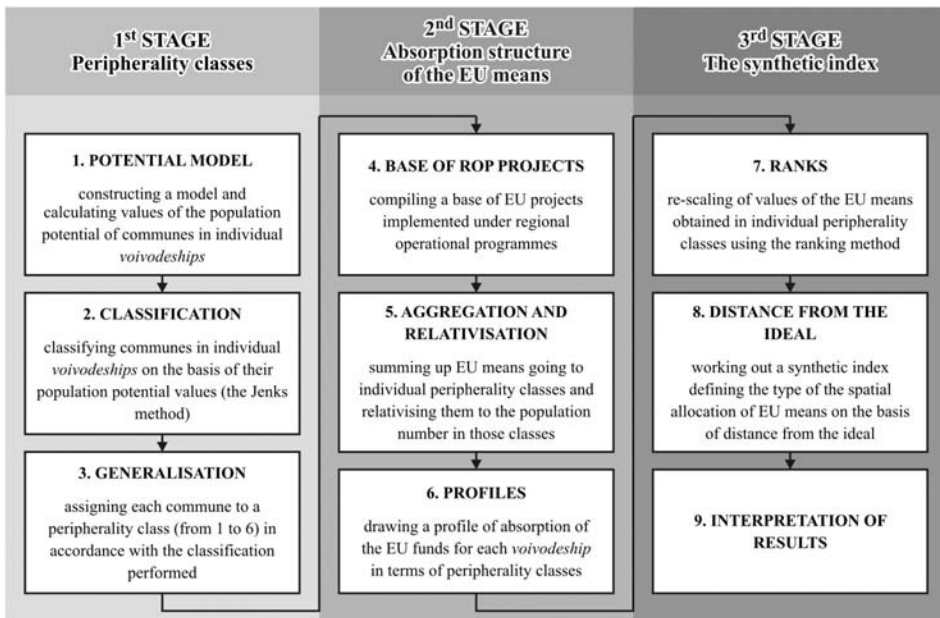 1st STAGE
Peripherality classes
1. POTENTIAL MODEL
constructing a model and
calculating values of the population
potential of communes in individual
voivodeships
2. CLASSIFICATION
classifying communes in individual
voivodeships on the basis of their
population potential values (the Jenks
method)
3. GENERALISATION
assigning each commune to a
peripherality class (from 1 to 6) in
accordance with the classification
performed
2nd STAGE
Absorption structure
of the EU means
4. BASE OF ROP PROJECTS
compiling a base of EU projects
implemented under regional
operational programmes
5. AGGREGATION AND
RELATIVISATION
summing up EU means going to
individual peripherality classes and
relativising them to the population
number in those classes
6. PROFILES
drawing a profile of absorption of
the EU funds for each voivodeship
in terms of peripherality classes
3rd STAGE
The synthetic index
7. RANKS
re-scaling of values of the EU means
obtained in individual peripherality
classes using the ranking method
8. DISTANCE FROM THE
IDEAL
working out a synthetic index
defining the type of the spatial
allocation of EU means on the basis
of distance from the ideal
9. INTERPRETATION OF
RESULTS